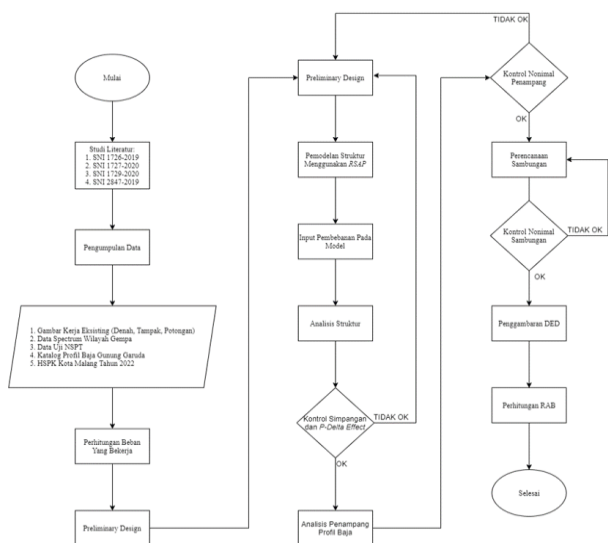 Mulai
Studi Literatur:
1. SNI 1726-2019
2. SNI 1727-2020
3. SNI 1729-2020
4. SNI 2847-2019
Pengumpulan Data
1. Gambar Kerja Eksisting (Denah, Tampak, Potongan)
2. Data Spectrum Wilayah Gempa
3. Data Uji NSPT
4. Katalog Profil Baja Gunung Garuda
5. HSPK Kota Malang Tahun 2022
Perhitungan Beban
Yang Bekerja
Preliminary Design
Preliminary Design
Pemodelan Struktur
Menggunakan RSAP
Input Pembebanan Pada
Model
Analisis Struktur
Kontrol Simpangan
dan P-Delta Effect
TIDAK OK
OK
Analisis Penampang
Profil Baja
TIDAK OK
Kontrol Nonimal
Penampang
OK
Perencanaan
Sambungan
Kontrol Nonimal
Sambungan
TIDAK OK
OK
Penggambaran DED
Perhitungan RAB
Selesai